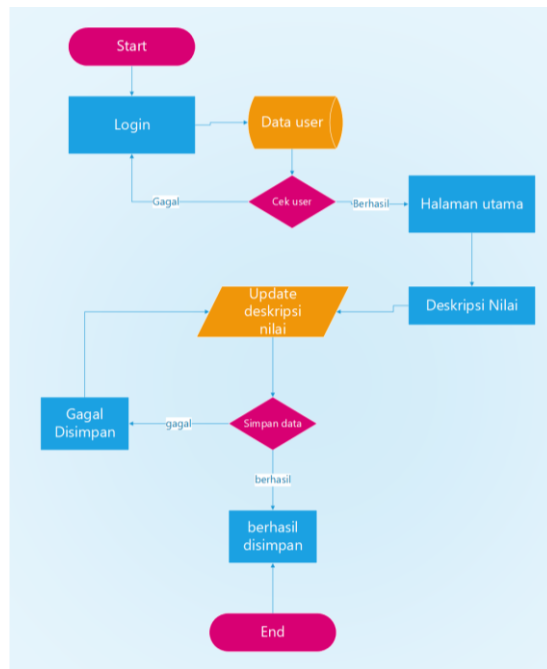 Start
Login
Data user
Gagal
Cek user
Berhasil
Halaman utama
Update
deskripsi
nilai
Deskripsi Nilai
Gagal
Disimpan
gagal
Simpan data
berhasil
berhasil
disimpan
End